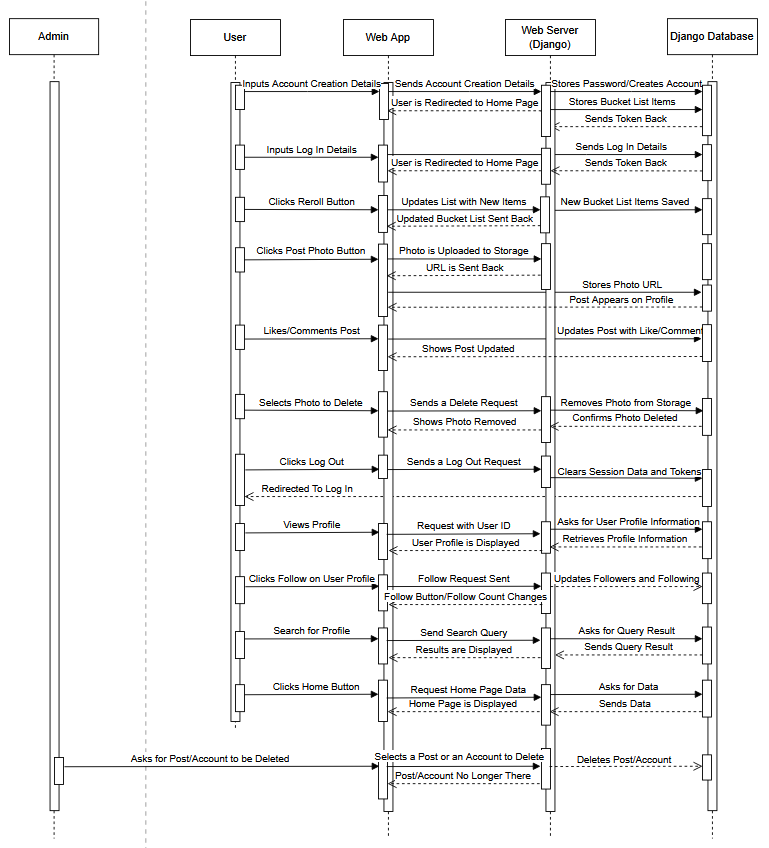 Admin
User
Web App
Web Server
(Django)
Django Database
Inputs Account Creation Details
Sends Account Creation Details
Stores Password/Creates Account
User is Redirected to Home Page
Stores Bucket List Items
Sends Token Back
Inputs Log In Details
Sends Log In Details
User is Redirected to Home Page
Sends Token Back
Clicks Reroll Button
Updates List with New Items
New Bucket List Items Saved
Updated Bucket List Sent Back
Clicks Post Photo Button
Photo is Uploaded to Storage
URL is Sent Back
Stores Photo URL
Post Appears on Profile
Likes/Comments Post
Updates Post with Like/Comment
Shows Post Updated
Selects Photo to Delete
Sends a Delete Request
Removes Photo from Storage
Shows Photo Removed
Confirms Photo Deleted
Clicks Log Out
Sends a Log Out Request
Clears Session Data and Tokens
Redirected To Log In
Views Profile
Request with User ID
Asks for User Profile Information
User Profile is Displayed
Retrieves Profile Information
Clicks Follow on User Profile
Follow Request Sent
Updates Followers and Following
Follow Button/Follow Count Changes
Search for Profile
Send Search Query
Asks for Query Result
Results are Displayed
Sends Query Result
Clicks Home Button
Request Home Page Data
Asks for Data
Home Page is Displayed
Sends Data
Asks for Post/Account to be Deleted
Selects a Post or an Account to Delete
Deletes Post/Account
Post/Account No Longer There